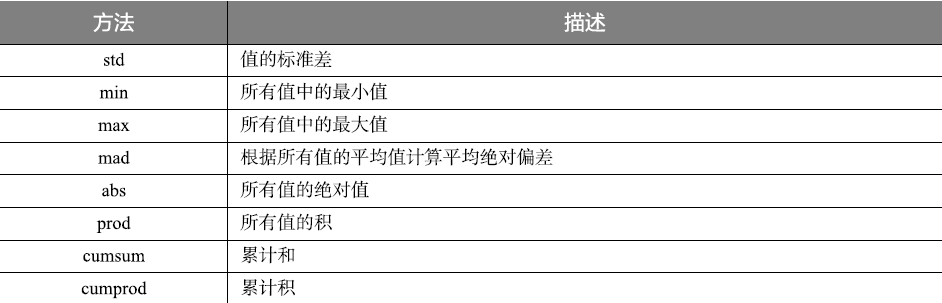 方法 描述
std 值的标准差
min 所有值中的最小值
max 所有值中的最大值
mad 根据所有值的平均值计算平均绝对偏差
abs 所有值的绝对值
prod 所有值的积
cumsum 累计和
cumprod 累计积